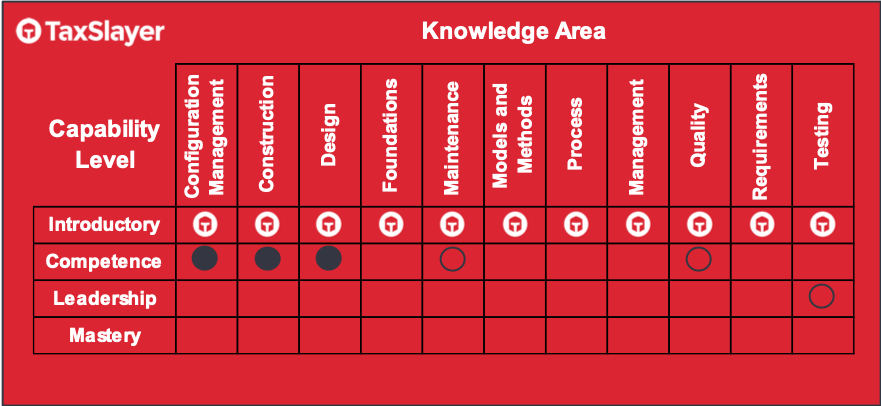 TaxSlayer
Knowledge Area
Capability
Level
Configuration
Management
Construction
Design
Foundations
Maintenance
Models and
Methods
Process
Management
Quality
Requirements
Testing
Introductory
Competence
Leadership
Mastery